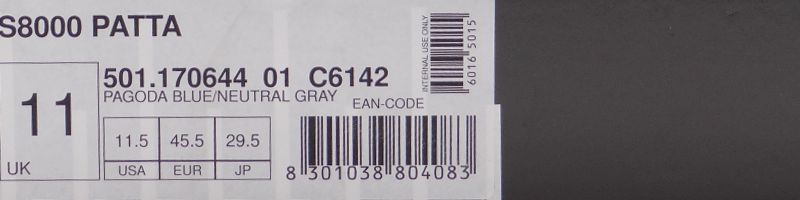 S8000 PATTA
INTERNAL USE ONLY
6016 5015
11
UK
501.170644 01 C6142
PAGODA BLUE/NEUTRAL GRAY
EAN-CODE
11.5 45.5 29.5
USA EUR JP
8 301038 804083